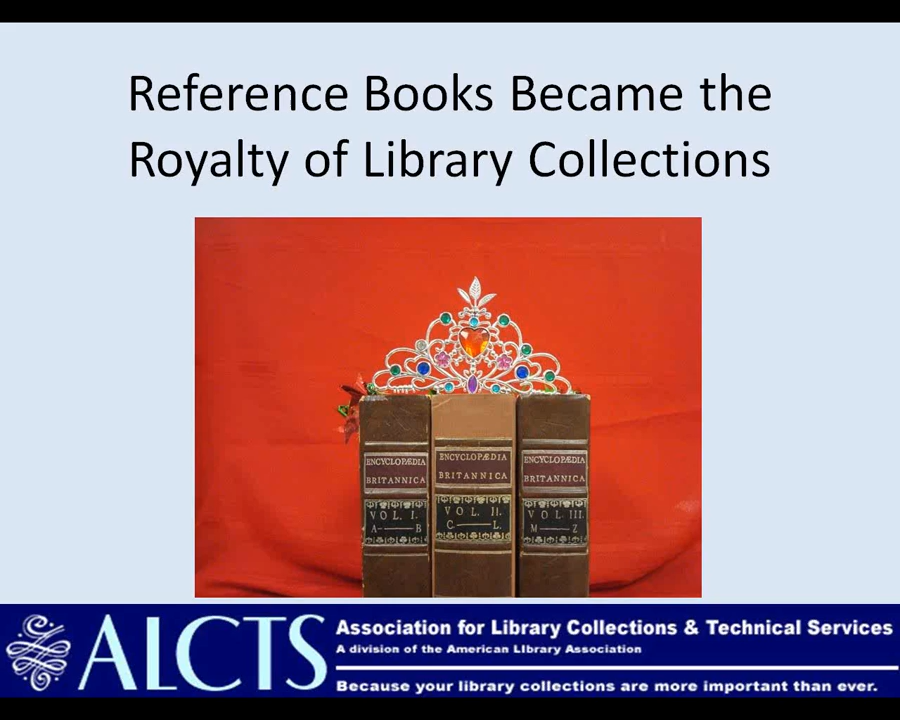 Reference Books Became the
Royalty of Library Collections
ENCYCLOPÆDIA
BRITANNICA
VOL. I.
A—B
ENCYCLOPÆDIA
BRITANNICA
VOL. II.
C.—L.
ENCYCLOPÆDIA
BRITANNICA
VOL. III.
M—Z
ALCTS
Association for Library Collections & Technical Services
A division of the American Library Association
Because your library collections are more important than ever.